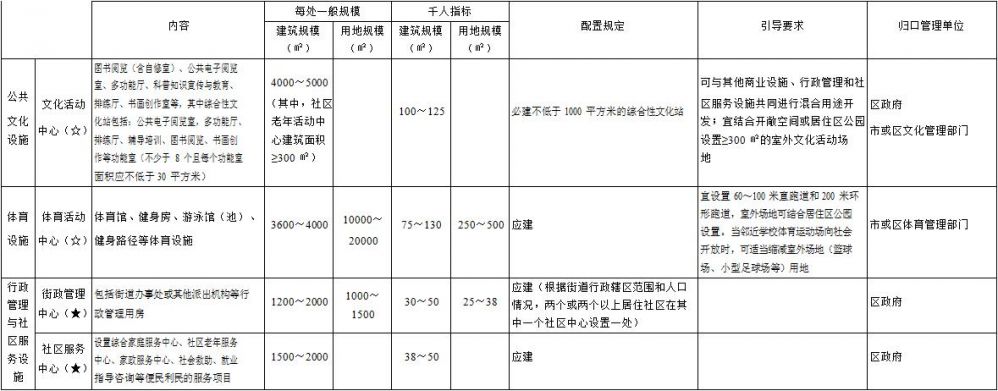 内容
每处一般规模
千人指标
配置规定
引导要求
归口管理单位
建筑规模
（㎡）
用地规模
（㎡）
建筑规模
（㎡）
用地规模
（㎡）
公共
文化
设施
文化活动
中心（☆）
图书阅览（含自修室）、公共电子阅览
室、多功能厅、科普知识宣传与教育、
排练厅、书画创作室等，其中综合性文
化站包括：公共电子阅览室，多功能厅、
排练厅、辅导培训、图书阅览、书画创
作等功能室（不少于 8 个且每个功能室
面积应不低于 30 平方米）
4000～5000
（其中，社区
老年活动中
心建筑面积
≥300 ㎡）
100～125
必建不低于 1000 平方米的综合性文化站
可与其他商业设施、行政管理和社
区服务设施共同进行混合用途开
发；宜结合开敞空间或居住区公园
设置≥300 ㎡的室外文化活动场
地
区政府
市或区文化管理部门
体育
设施
体育活动
中心（☆）
体育馆、健身房、游泳馆（池）、
健身路径等体育设施
3600～4000
10000～
20000
75～130
250～500
应建
宜设置 60～100 米直跑道和 200 米环
形跑道，室外场地可结合居住区公园
设置，当邻近学校体育运动场向社会
开放时，可适当缩减室外场地（篮球
场、小型足球场等）用地
市或区体育管理部门
行政
管理
与社
区服
务设
施
街政管理
中心（★）
包括街道办事处或其他派出机构等行
政管理用房
1200～2000
1000～
1500
30～50
25～38
应建（根据街道行政辖区范围和人口
情况，两个或两个以上居住社区在其
中一个社区中心设置一处）
区政府
社区服务
中心（★）
设置综合家庭服务中心、社区老年服务
中心、家政服务中心、社会救助、就业
指导咨询等便民利民的服务项目
1500～2000
38～50
应建
区政府